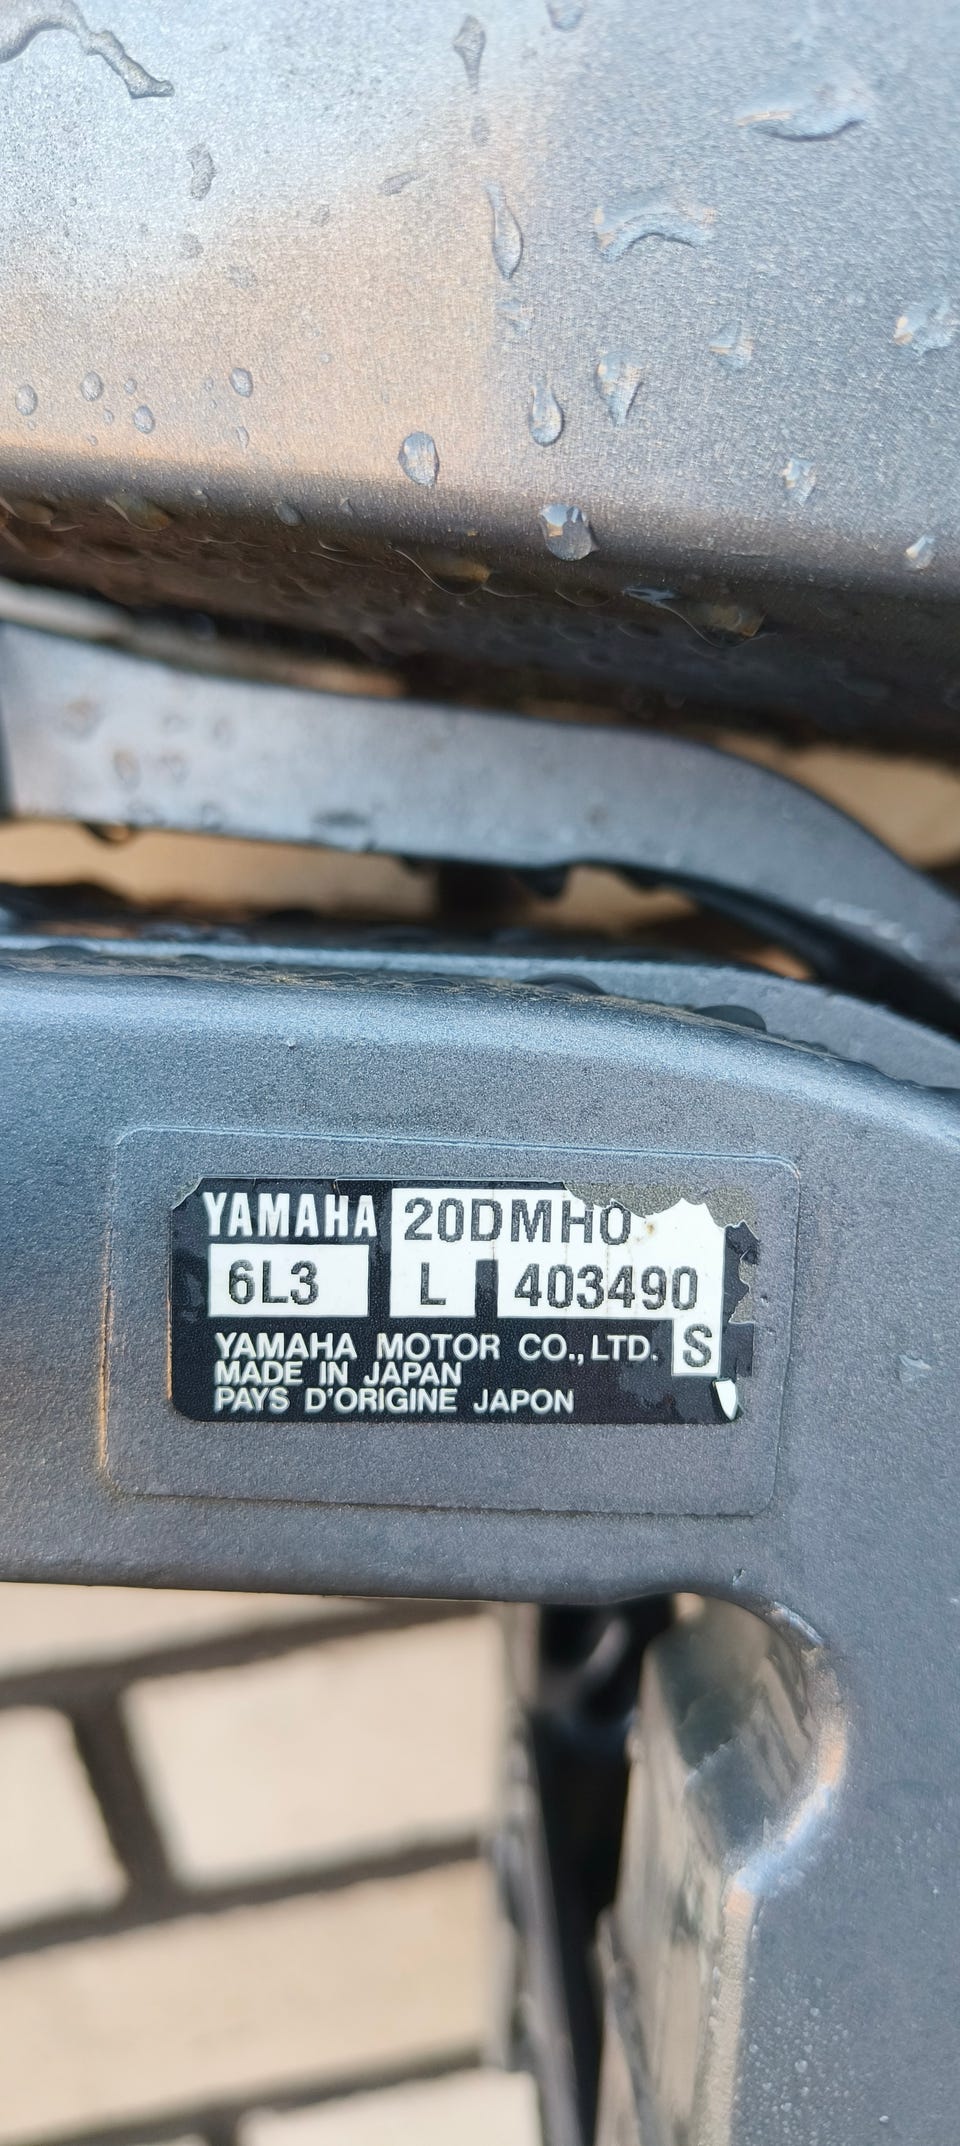 YAMAHA 20DMHO
6L3 L 403490
YAMAHA MOTOR CO., LTD. S
MADE IN JAPAN
PAYS D'ORIGINE JAPON